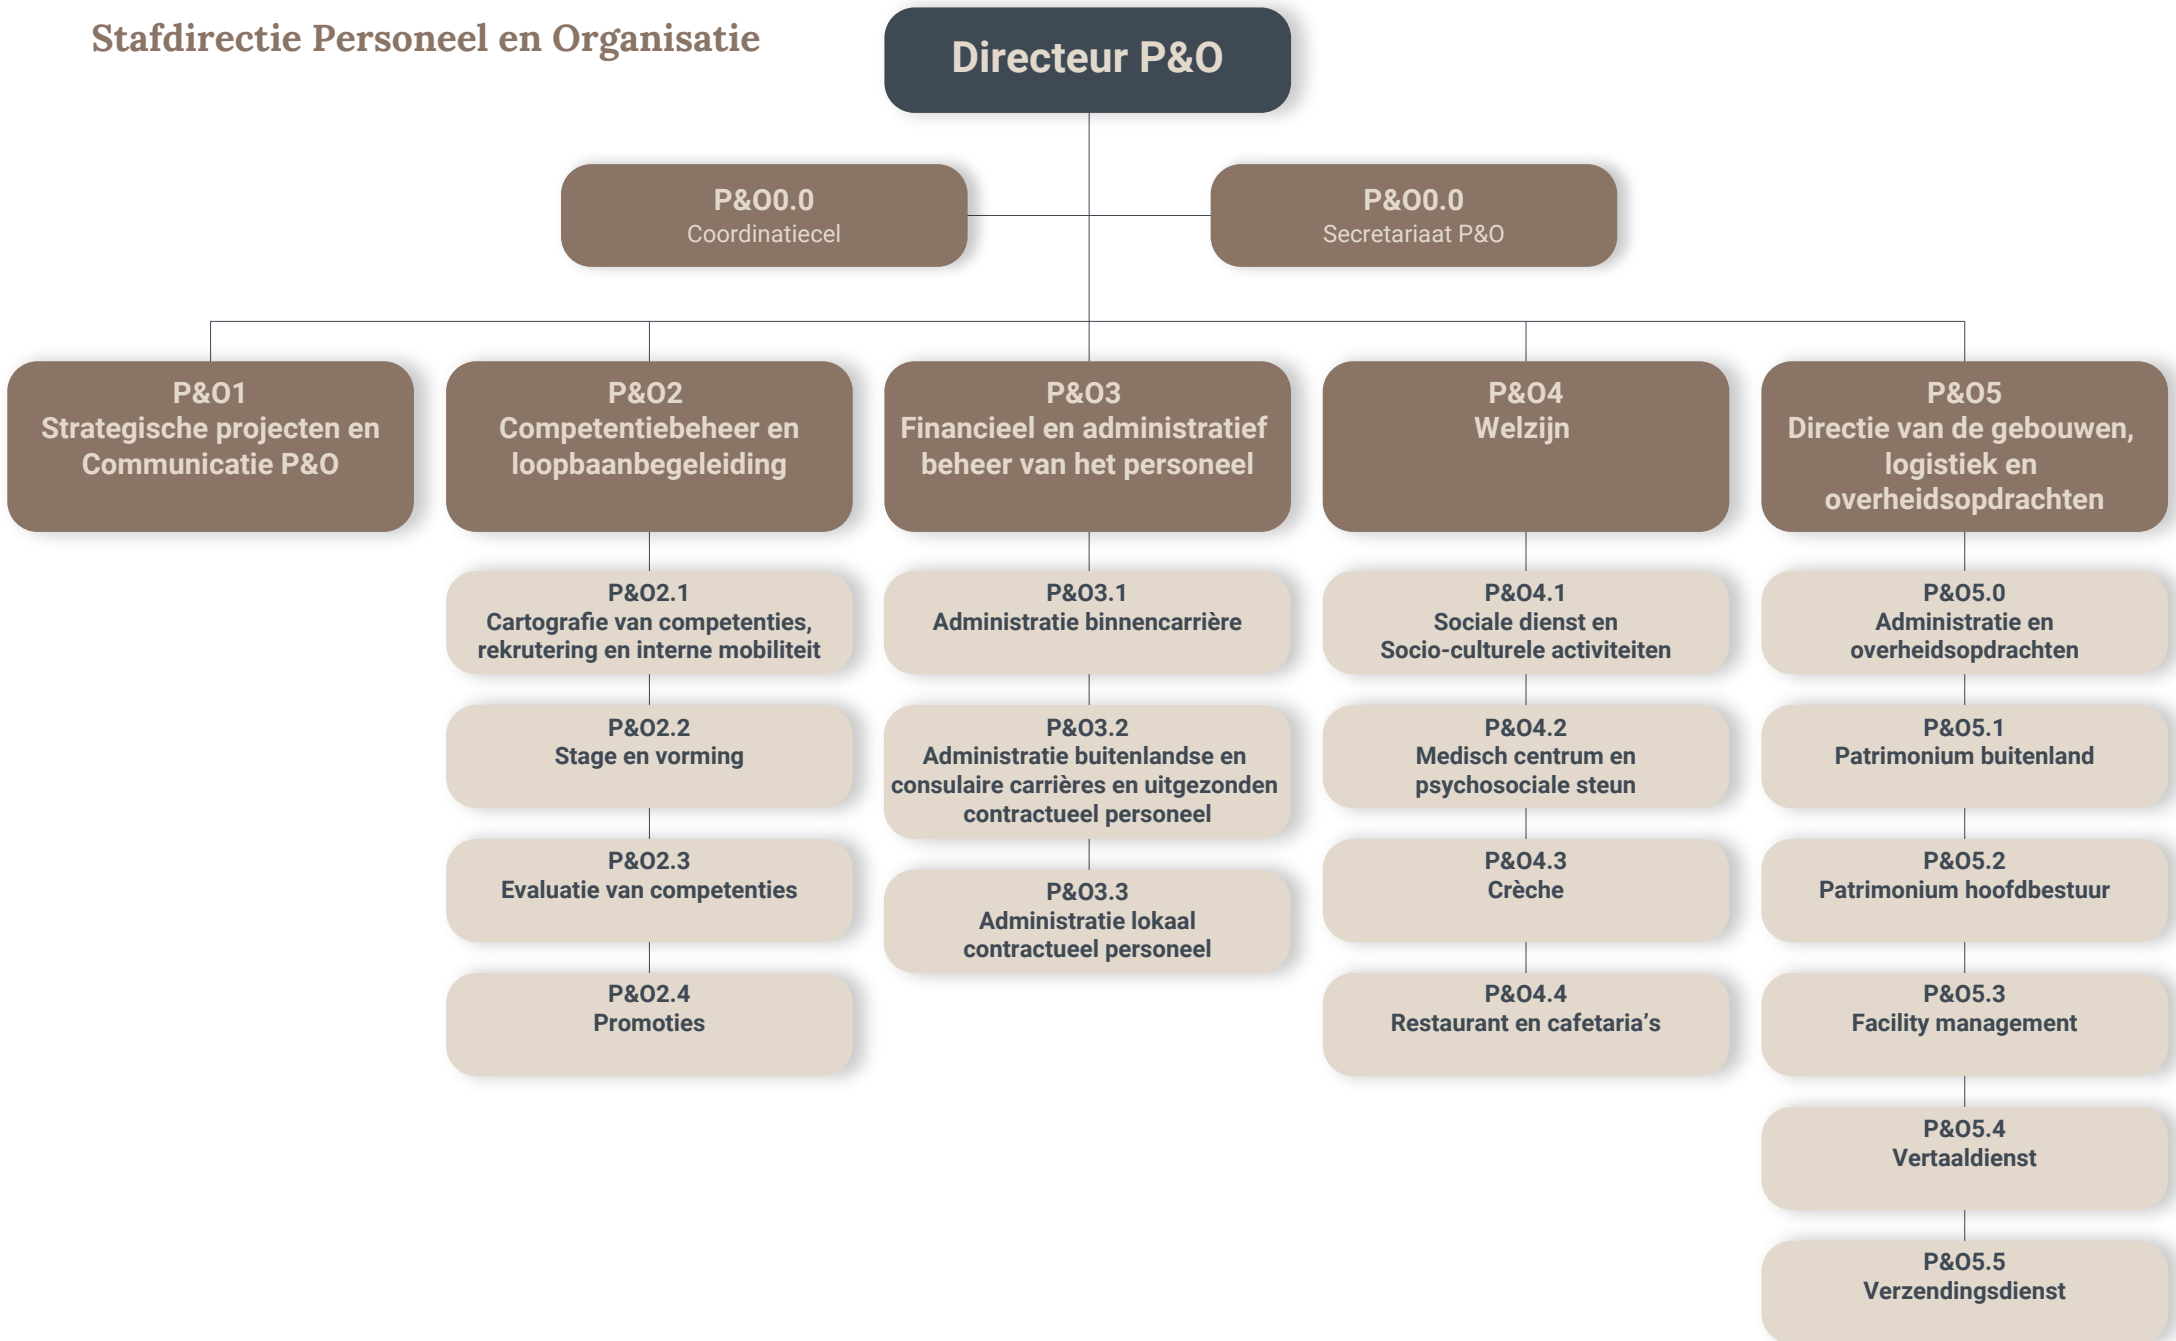 Stafdirectie Personeel en Organisatie
Directeur P&O
P&O0.0
Coordinatiecel
P&O0.0
Secretariaat P&O
P&O1
Strategische projecten en
Communicatie P&O
P&O2
Competentiebeheer en
loopbaanbegeleiding
P&O3
Financieel en administratief
beheer van het personeel
P&O4
Welzijn
P&O5
Directie van de gebouwen,
logistiek en
overheidsopdrachten
P&O2.1
Cartografie van competenties,
rekrutering en interne mobiliteit
P&O2.2
Stage en vorming
P&O2.3
Evaluatie van competenties
P&O2.4
Promoties
P&O3.1
Administratie binnencarrière
P&O3.2
Administratie buitenlandse en
consulaire carrières en uitgezonden
contractueel personeel
P&O3.3
Administratie lokaal
contractueel personeel
P&O4.1
Sociale dienst en
Socio-culturele activiteiten
P&O4.2
Medisch centrum en
psychosociale steun
P&O4.3
Crèche
P&O4.4
Restaurant en cafetaria’s
P&O5.0
Administratie en
overheidsopdrachten
P&O5.1
Patrimonium buitenland
P&O5.2
Patrimonium hoofdbestuur
P&O5.3
Facility management
P&O5.4
Vertaaldienst
P&O5.5
Verzendingsdienst